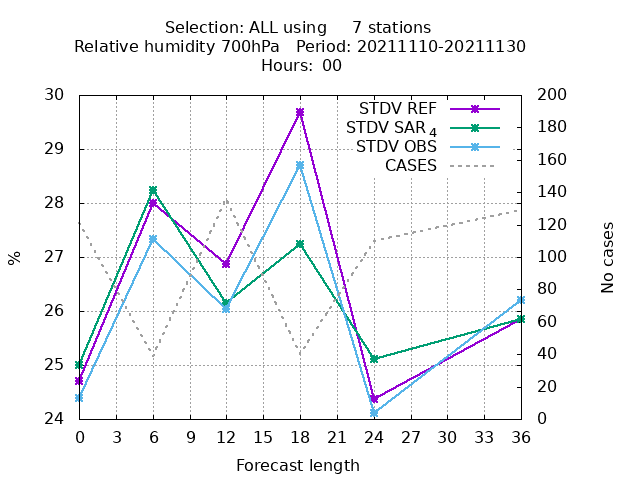 Selection: ALL using     7 stations
Relative humidity 700hPa   Period: 20211110-20211130
Hours: 00
30 200
STDV REF
29 180
STDV SAR 4
STDV OBS
160
CASES
28 140
120
27 100
26 80
60
25 40
20
24 0
%
No cases
0 3 6 9 12 15 18 21 24 27 30 33 36
Forecast length